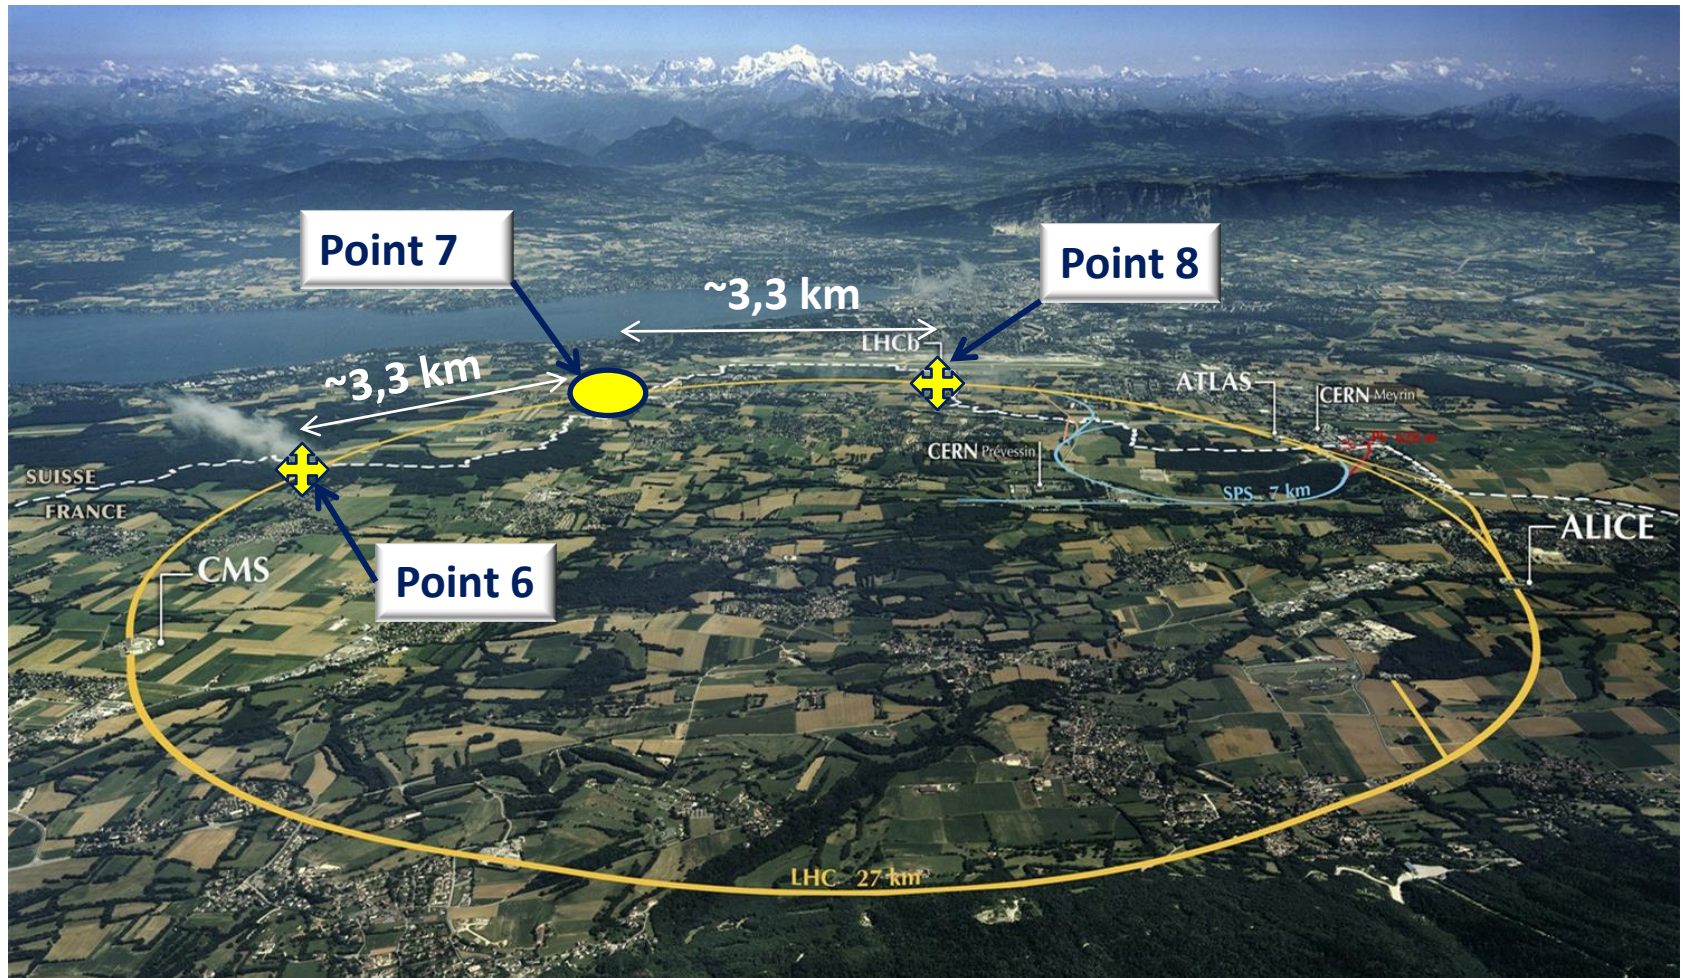 Point 7
Point 8
~3,3 km
LHCb
~3,3 km
ATLAS
CERN Meyrin
CERN Prévessin
SUISSE
FRANCE
SPS 7 km
ALICE
CMS
Point 6
LHC 27 km